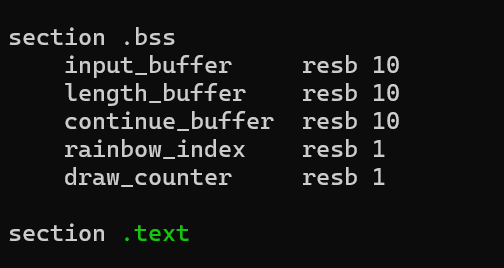 section .bss
    input_buffer     resb 10
    length_buffer    resb 10
    continue_buffer  resb 10
    rainbow_index    resb 1
    draw_counter     resb 1
section .text